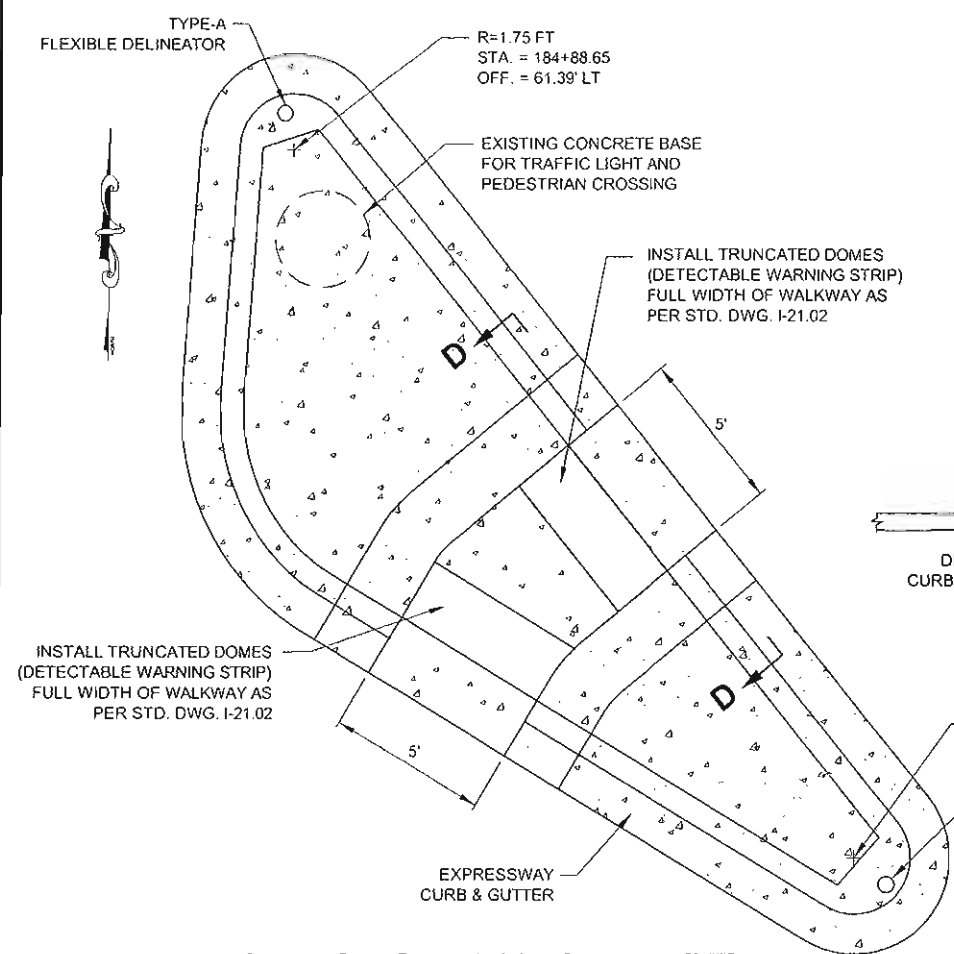 TYPE-A
FLEXIBLE DELINEATOR
R=1.75 FT
STA. = 184+88.65
OFF. = 61.39' LT
EXISTING CONCRETE BASE
FOR TRAFFIC LIGHT AND
PEDESTRIAN CROSSING
INSTALL TRUNCATED DOMES
(DETECTABLE WARNING STRIP)
FULL WIDTH OF WALKWAY AS
PER STD. DWG. I-21.02
D
5'
CURB
INSTALL TRUNCATED DOMES
(DETECTABLE WARNING STRIP)
FULL WIDTH OF WALKWAY AS
PER STD. DWG. I-21.02
D
5'
EXPRESSWAY
CURB & GUTTER